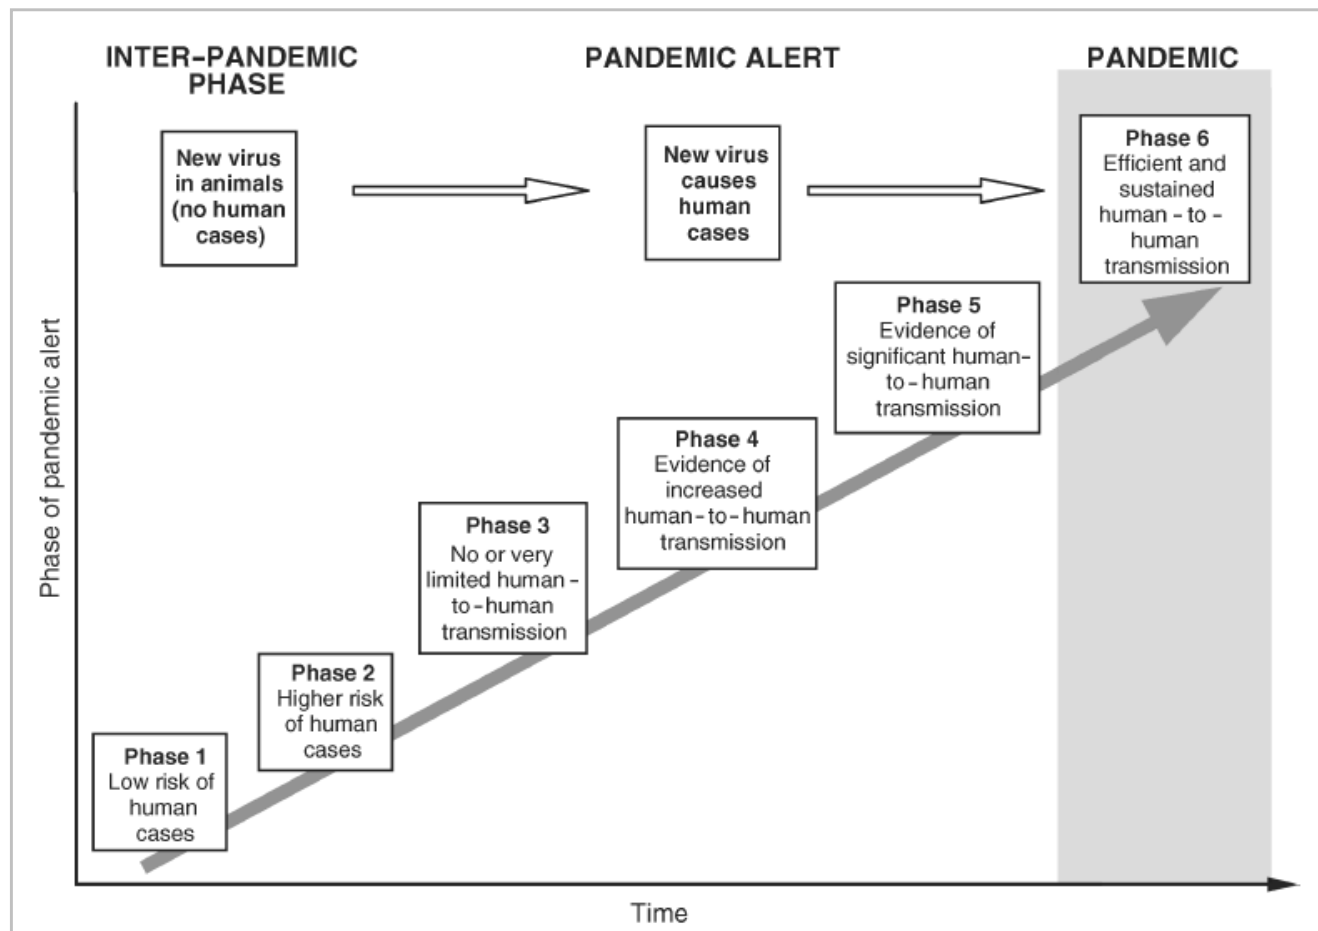 INTER–PANDEMIC
PHASE
PANDEMIC ALERT
PANDEMIC
New virus
in animals
(no human
cases)
New virus
causes
human
cases
Phase 6
Efficient and
sustained
human - to -
human
transmission
Phase 5
Evidence of
significant human-
to-human
transmission
Phase 4
Evidence of
increased
human-to-human
transmission
Phase 3
No or very
limited human-
to-human
transmission
Phase 2
Higher risk
of human
cases
Phase 1
Low risk of
human
cases
Phase of pandemic alert
Time